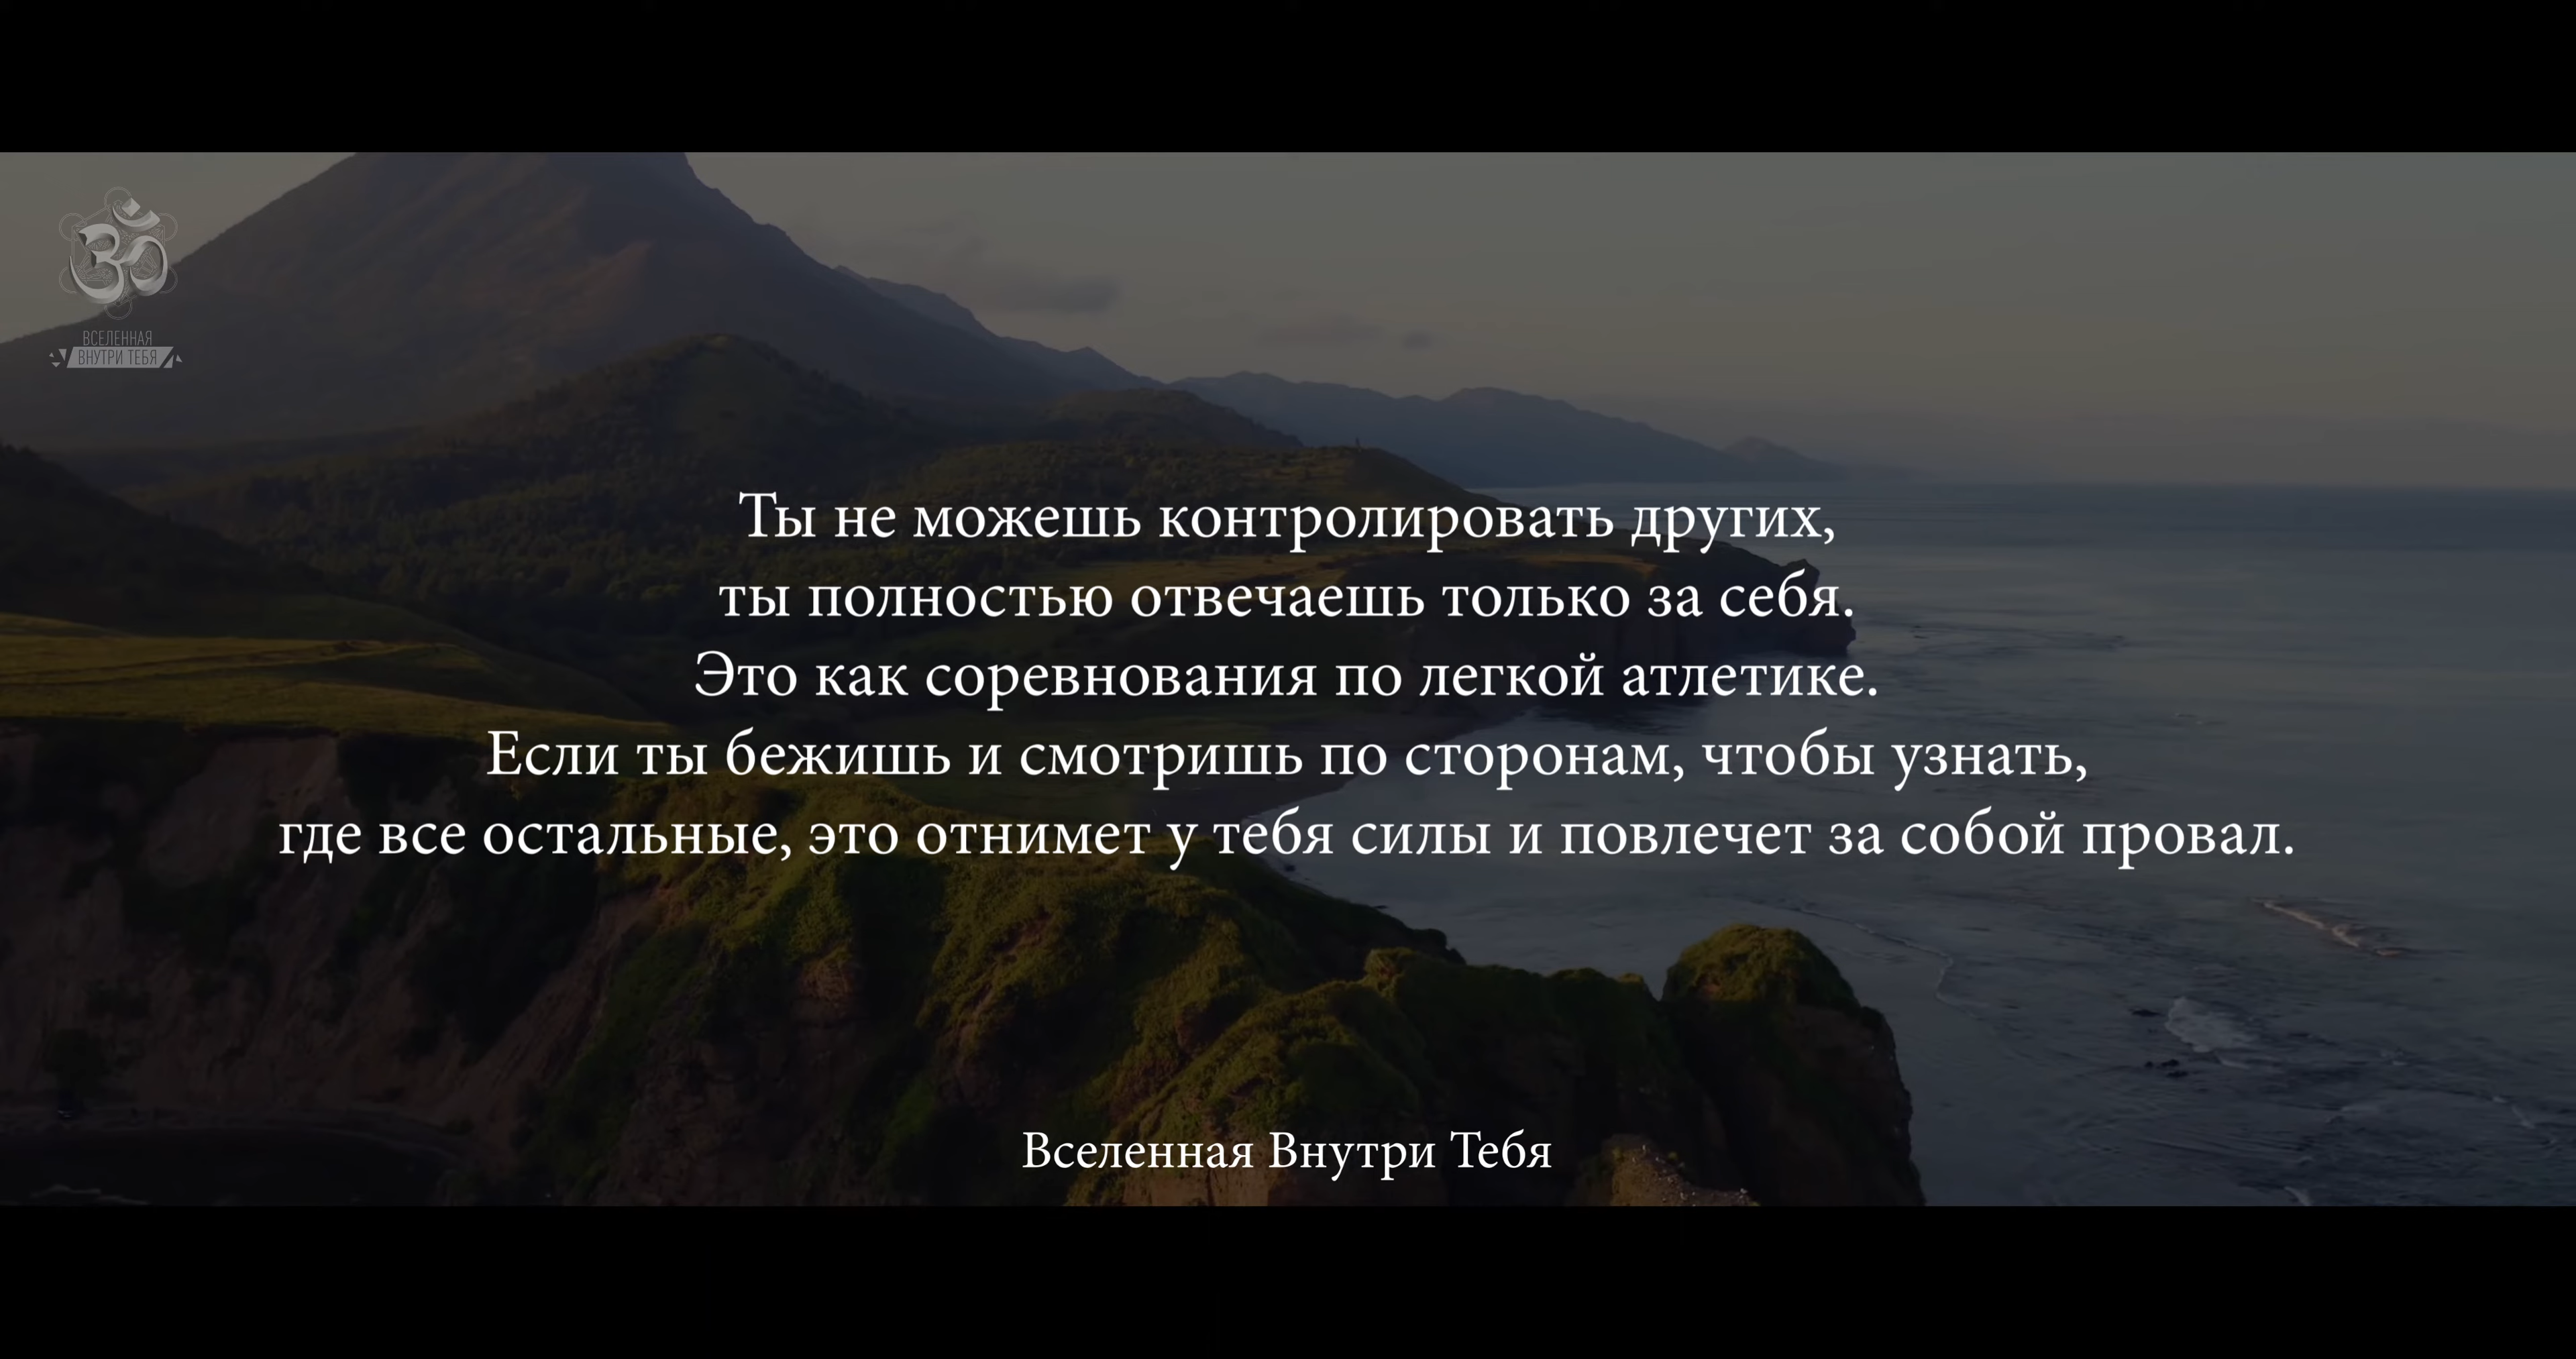 ВСЕЛЕННАЯ
ВНУТРИ ТЕБЯ
Ты не можешь контролировать других,
ты полностью отвечаешь только за себя.
Это как соревнования по легкой атлетике.
Если ты бежишь и смотришь по сторонам, чтобы узнать,
где все остальные, это отнимет у тебя силы и повлечет за собой провал.
Вселенная Внутри Тебя